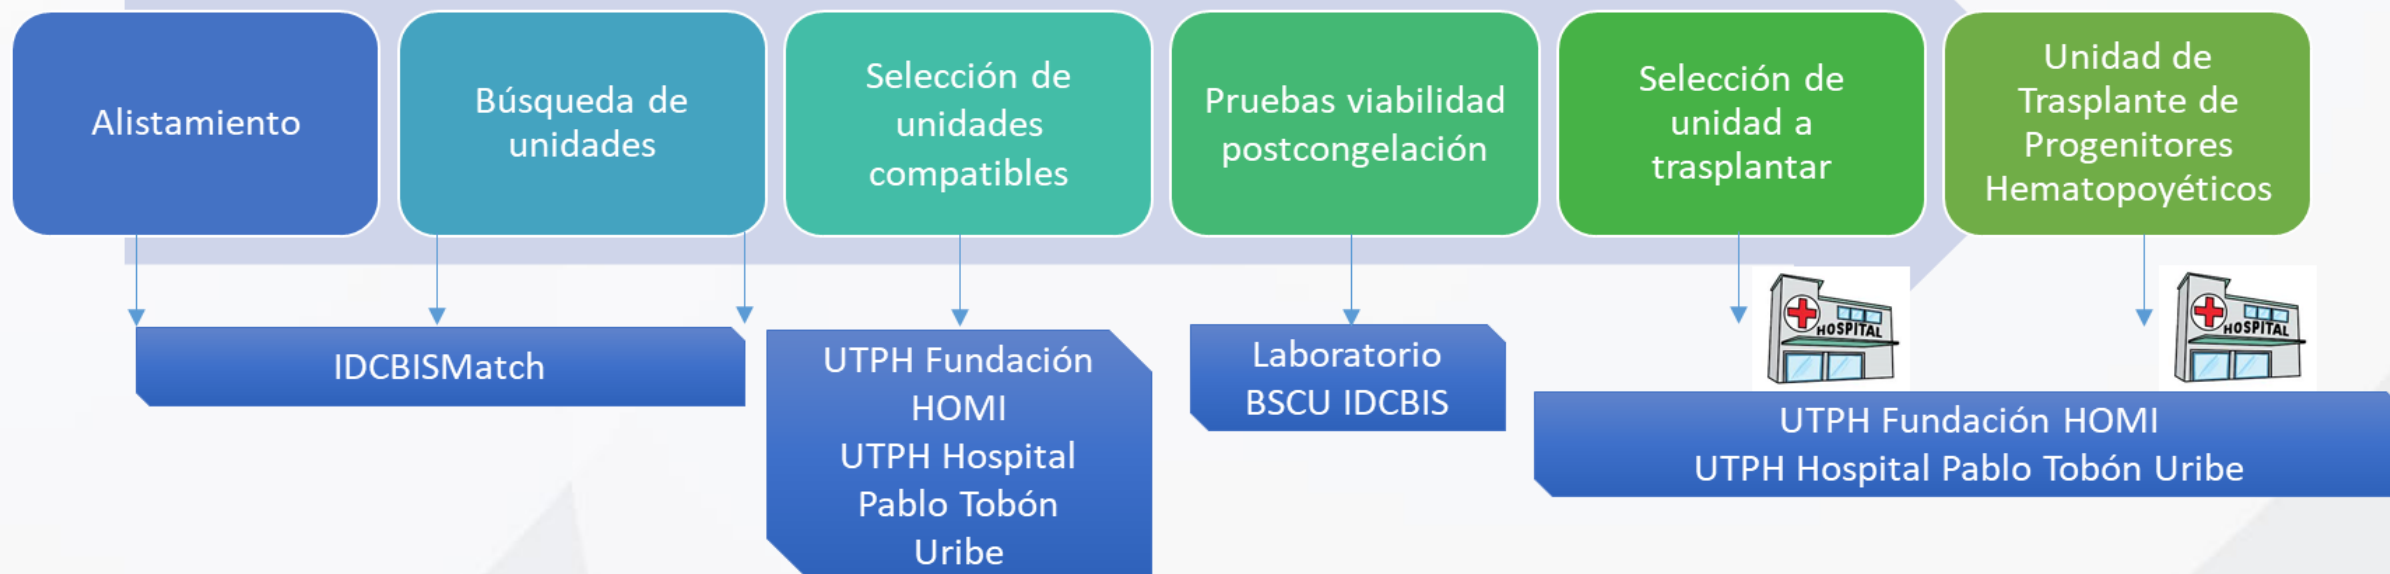 Alistamiento
Búsqueda de
unidades
Selección de
unidades
compatibles
Pruebas viabilidad
postcongelación
Selección de
unidad a
trasplantar
Unidad de
Trasplante de
Progenitores
Hematopoyéticos
IDCBISMatch
UTPH Fundación
HOMI
UTPH Hospital
Pablo Tobón
Uribe
Laboratorio
BSCU IDCBIS
HOSPITAL
HOSPITAL
UTPH Fundación HOMI
UTPH Hospital Pablo Tobón Uribe